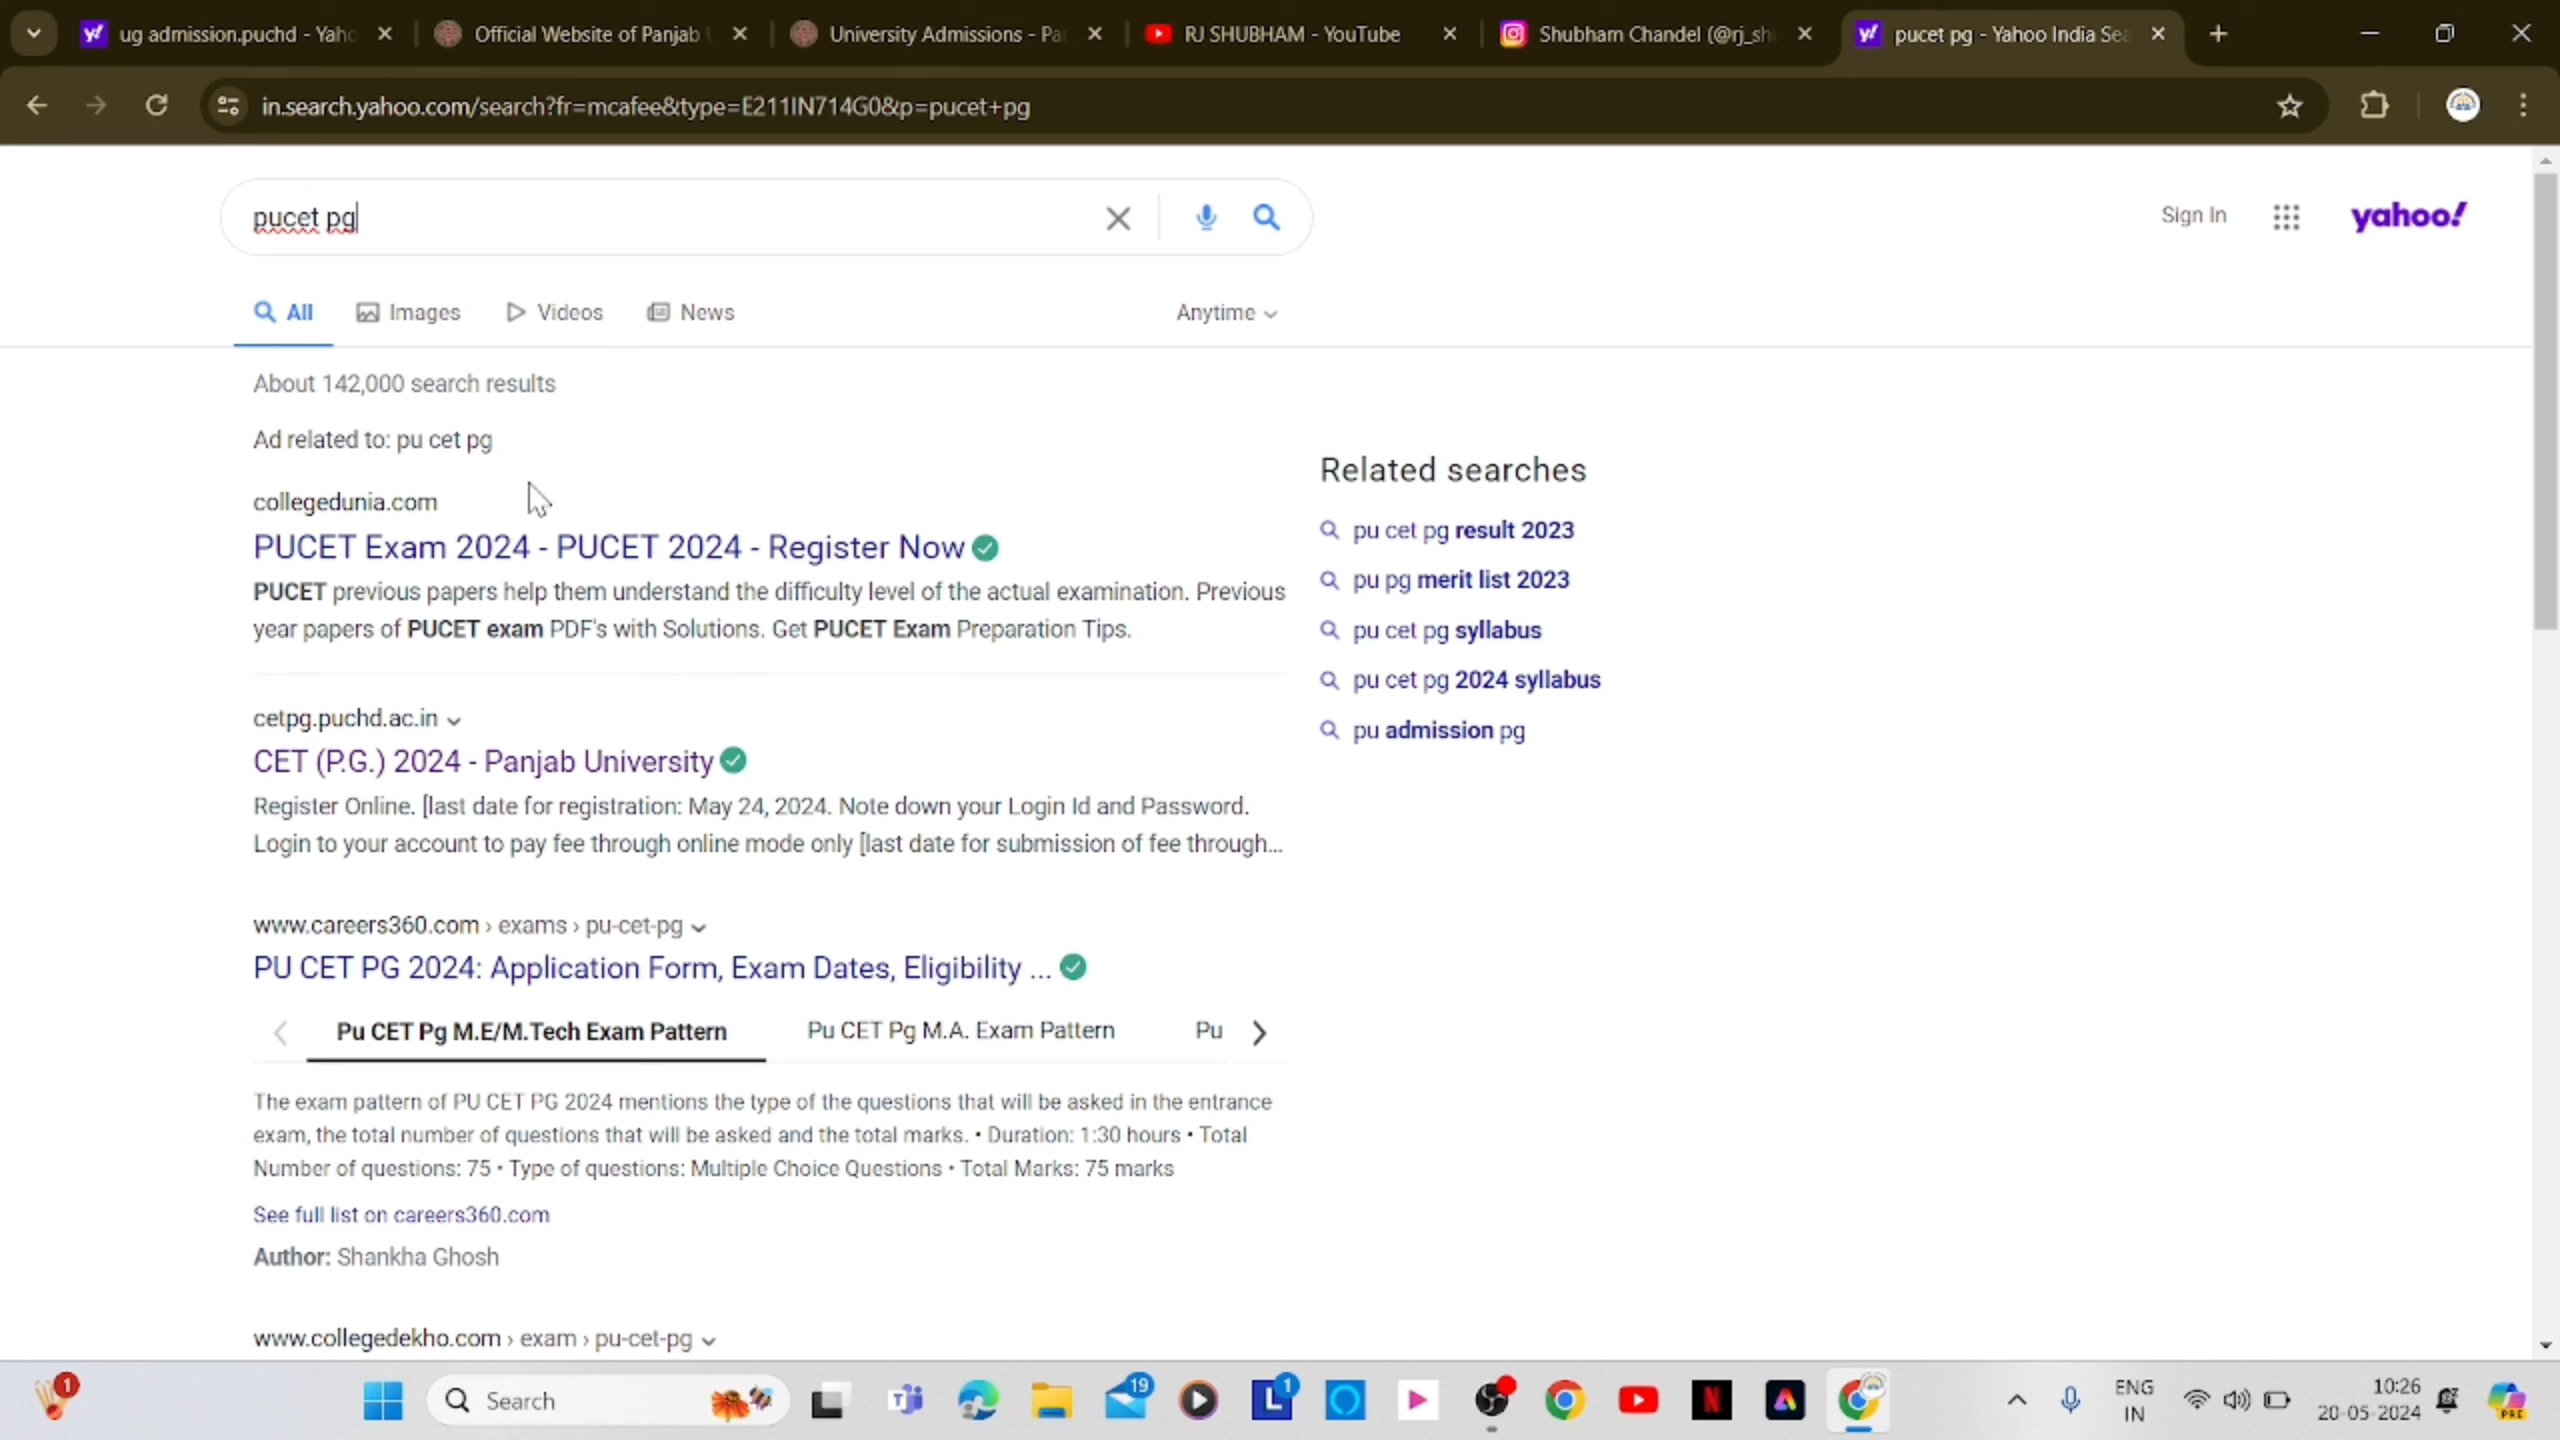 ug admission.puchd - Yaho
Official Website of Panjab
University Admissions - Pa
RJ SHUBHAM - YouTube
Shubham Chandel (@rj_sh
pucet pg - Yahoo India Sea
in.search.yahoo.com/search?fr=mcafee&type=E211IN714G0&p=pucet+pg
pucet pg
Sign In
yahoo!
All
Images
Videos
News
Anytime
About 142,000 search results
Ad related to: pu cet pg
collegedunia.com
PUCET Exam 2024 - PUCET 2024 - Register Now
PUCET previous papers help them understand the difficulty level of the actual examination. Previous
year papers of PUCET exam PDF's with Solutions. Get PUCET Exam Preparation Tips.
Related searches
pu cet pg result 2023
pu pg merit list 2023
pu cet pg syllabus
pu cet pg 2024 syllabus
pu admission pg
cetpg.puchd.ac.in
CET (P.G.) 2024 - Panjab University
Register Online. [last date for registration: May 24, 2024. Note down your Login Id and Password.
Login to your account to pay fee through online mode only [last date for submission of fee through...
www.careers360.com › exams › pu-cet-pg
PU CET PG 2024: Application Form, Exam Dates, Eligibility ...
Pu CET Pg M.E/M.Tech Exam Pattern
Pu CET Pg M.A. Exam Pattern
Pu
The exam pattern of PU CET PG 2024 mentions the type of the questions that will be asked in the entrance
exam, the total number of questions that will be asked and the total marks. • Duration: 1:30 hours • Total
Number of questions: 75 • Type of questions: Multiple Choice Questions • Total Marks: 75 marks
See full list on careers360.com
Author: Shankha Ghosh
www.collegedekho.com › exam › pu-cet-pg
1
Search
19
L
1
N
ENG
IN
10:26
20-05-2024
PRE